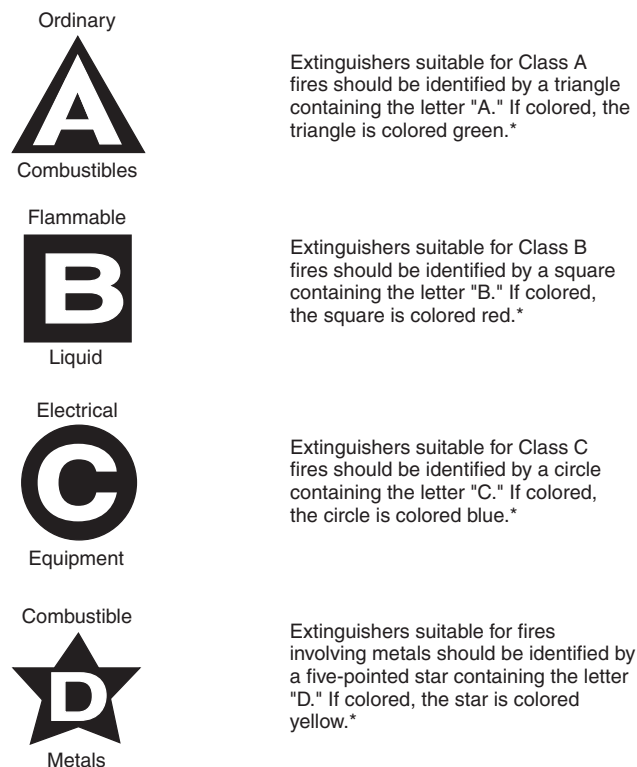 Ordinary
A
Combustibles
Extinguishers suitable for Class A
fires should be identified by a triangle
containing the letter "A." If colored, the
triangle is colored green.*
Flammable
B
Liquid
Extinguishers suitable for Class B
fires should be identified by a square
containing the letter "B." If colored,
the square is colored red.*
Electrical
C
Equipment
Extinguishers suitable for Class C
fires should be identified by a circle
containing the letter "C." If colored,
the circle is colored blue.*
Combustible
D
Metals
Extinguishers suitable for fires
involving metals should be identified by
a five-pointed star containing the letter
"D." If colored, the star is colored
yellow.*